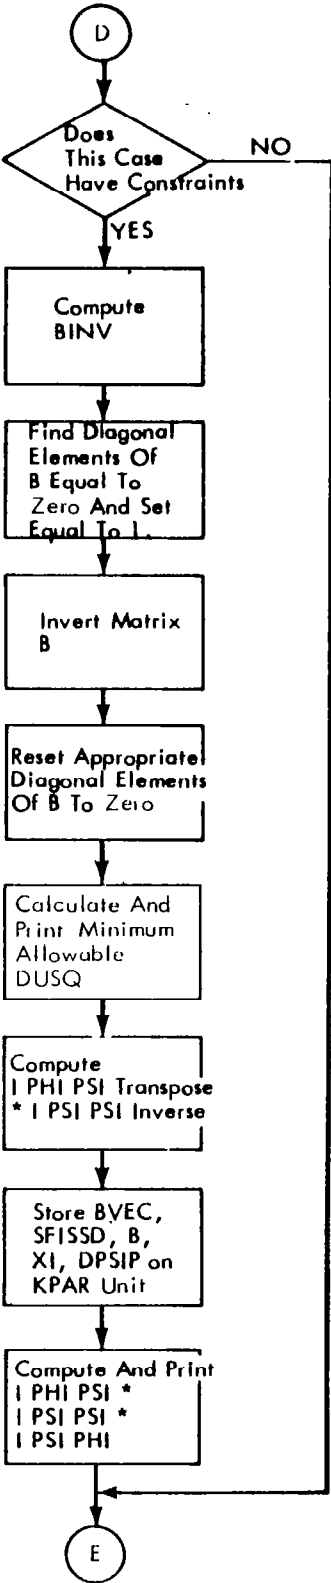 D
Does
This Case
Have Constraints
NO
YES
Compute
BINV
Find Diagonal
Elements Of
B Equal To
Zero And Set
Equal To 1.
Invert Matrix
B
Reset Appropriate
Diagonal Elements
Of B To Zero
Calculate And
Print Minimum
Allowable
DUSQ
Compute
I PHI PSI Transpose
* I PSI PSI Inverse
Store BVEC,
SFISSD, B,
XI, DPSIP on
KPAR Unit
Compute And Print
I PHI PSI *
I PSI PSI *
I PSI PHI
E